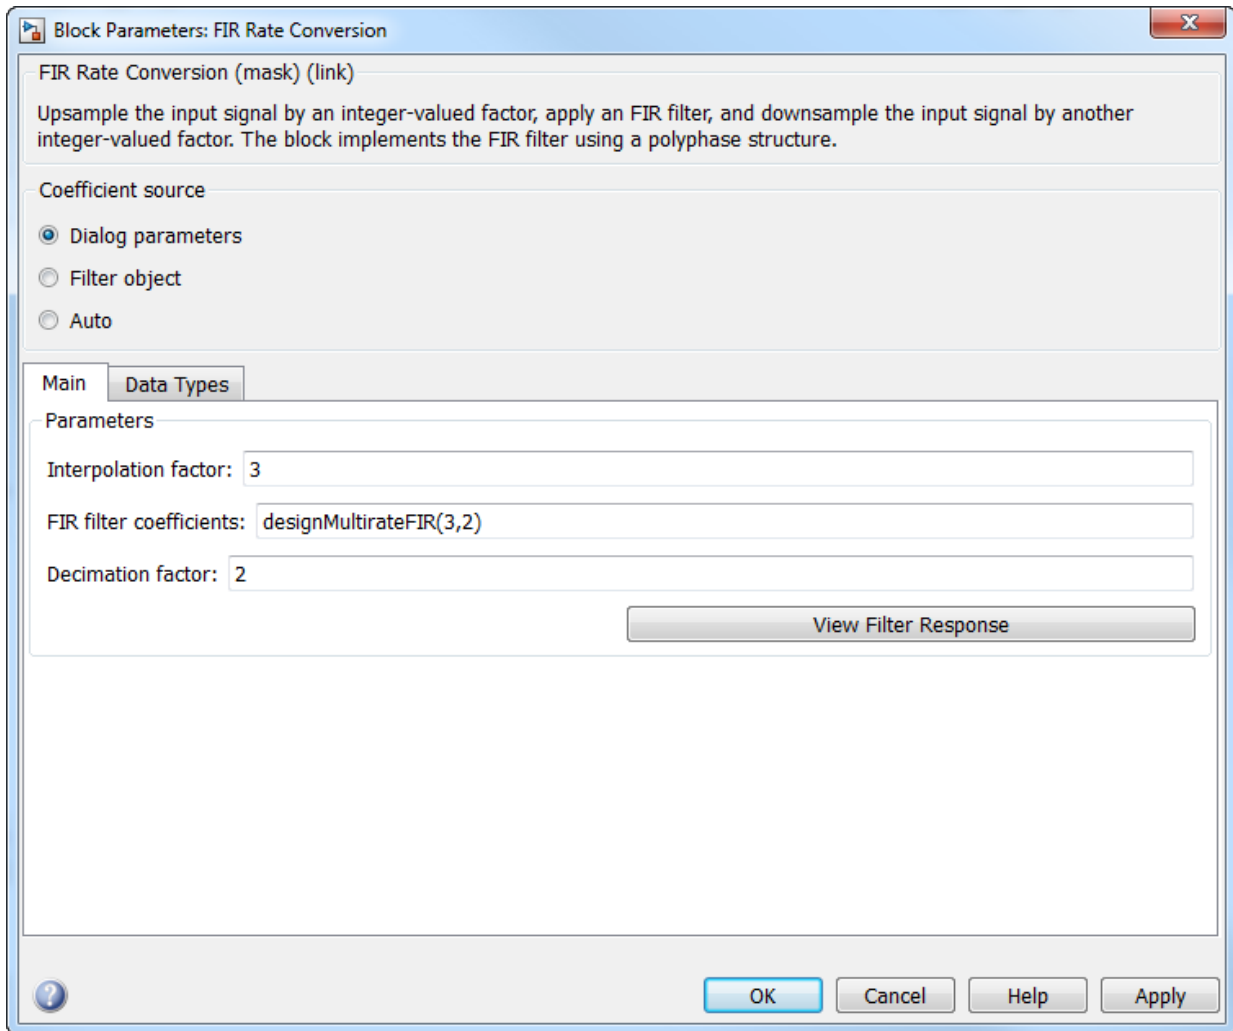 Block Parameters: FIR Rate Conversion
X
FIR Rate Conversion (mask) (link)
Upsample the input signal by an integer-valued factor, apply an FIR filter, and downsample the input signal by another
integer-valued factor. The block implements the FIR filter using a polyphase structure.
Coefficient source
Dialog parameters
Filter object
Auto
Main Data Types
Parameters
Interpolation factor: 3
FIR filter coefficients: designMultirateFIR(3,2)
Decimation factor: 2
View Filter Response
? OK Cancel Help Apply